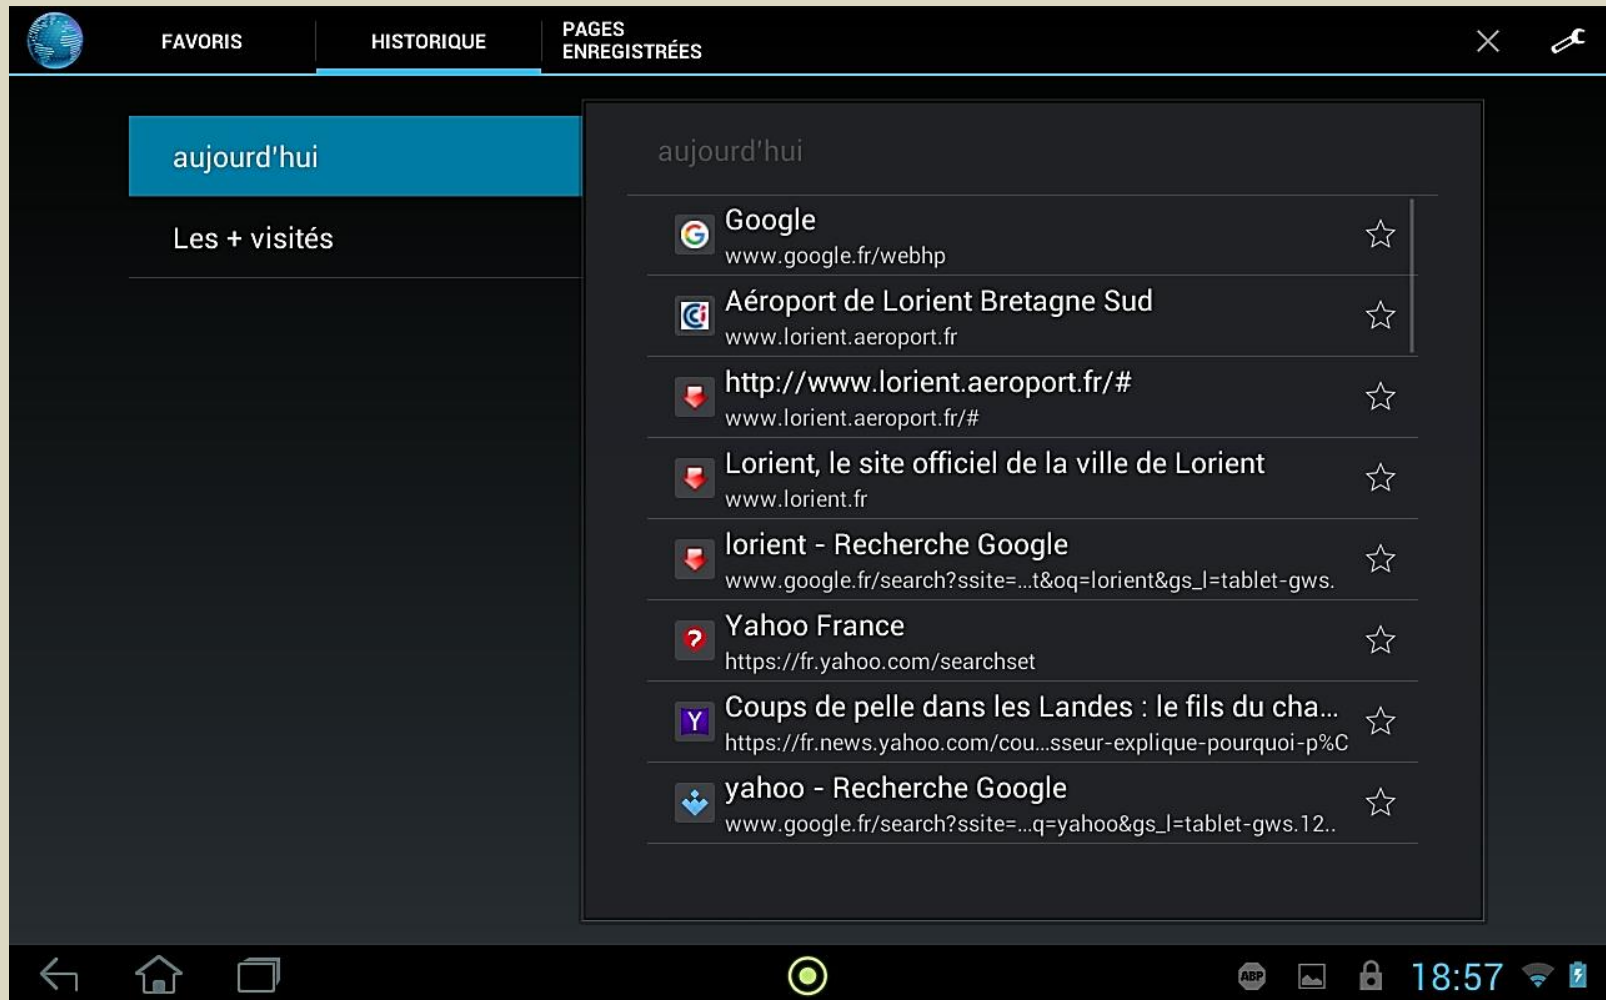 FAVORIS
HISTORIQUE
PAGES
ENREGISTRÉES
aujourd'hui
Les + visités
aujourd'hui
Google
www.google.fr/webhp
Aéroport de Lorient Bretagne Sud
www.lorient.aeroport.fr
http://www.lorient.aeroport.fr/#
www.lorient.aeroport.fr/#
Lorient, le site officiel de la ville de Lorient
www.lorient.fr
lorient - Recherche Google
www.google.fr/search?ssite=...t&oq=lorient&gs_l=tablet-gws.
Yahoo France
https://fr.yahoo.com/searchset
Coups de pelle dans les Landes : le fils du cha...
https://fr.news.yahoo.com/cou...sseur-explique-pourquoi-p%C
yahoo - Recherche Google
www.google.fr/search?ssite=...q=yahoo&gs_l=tablet-gws.12..
ABP
18:57